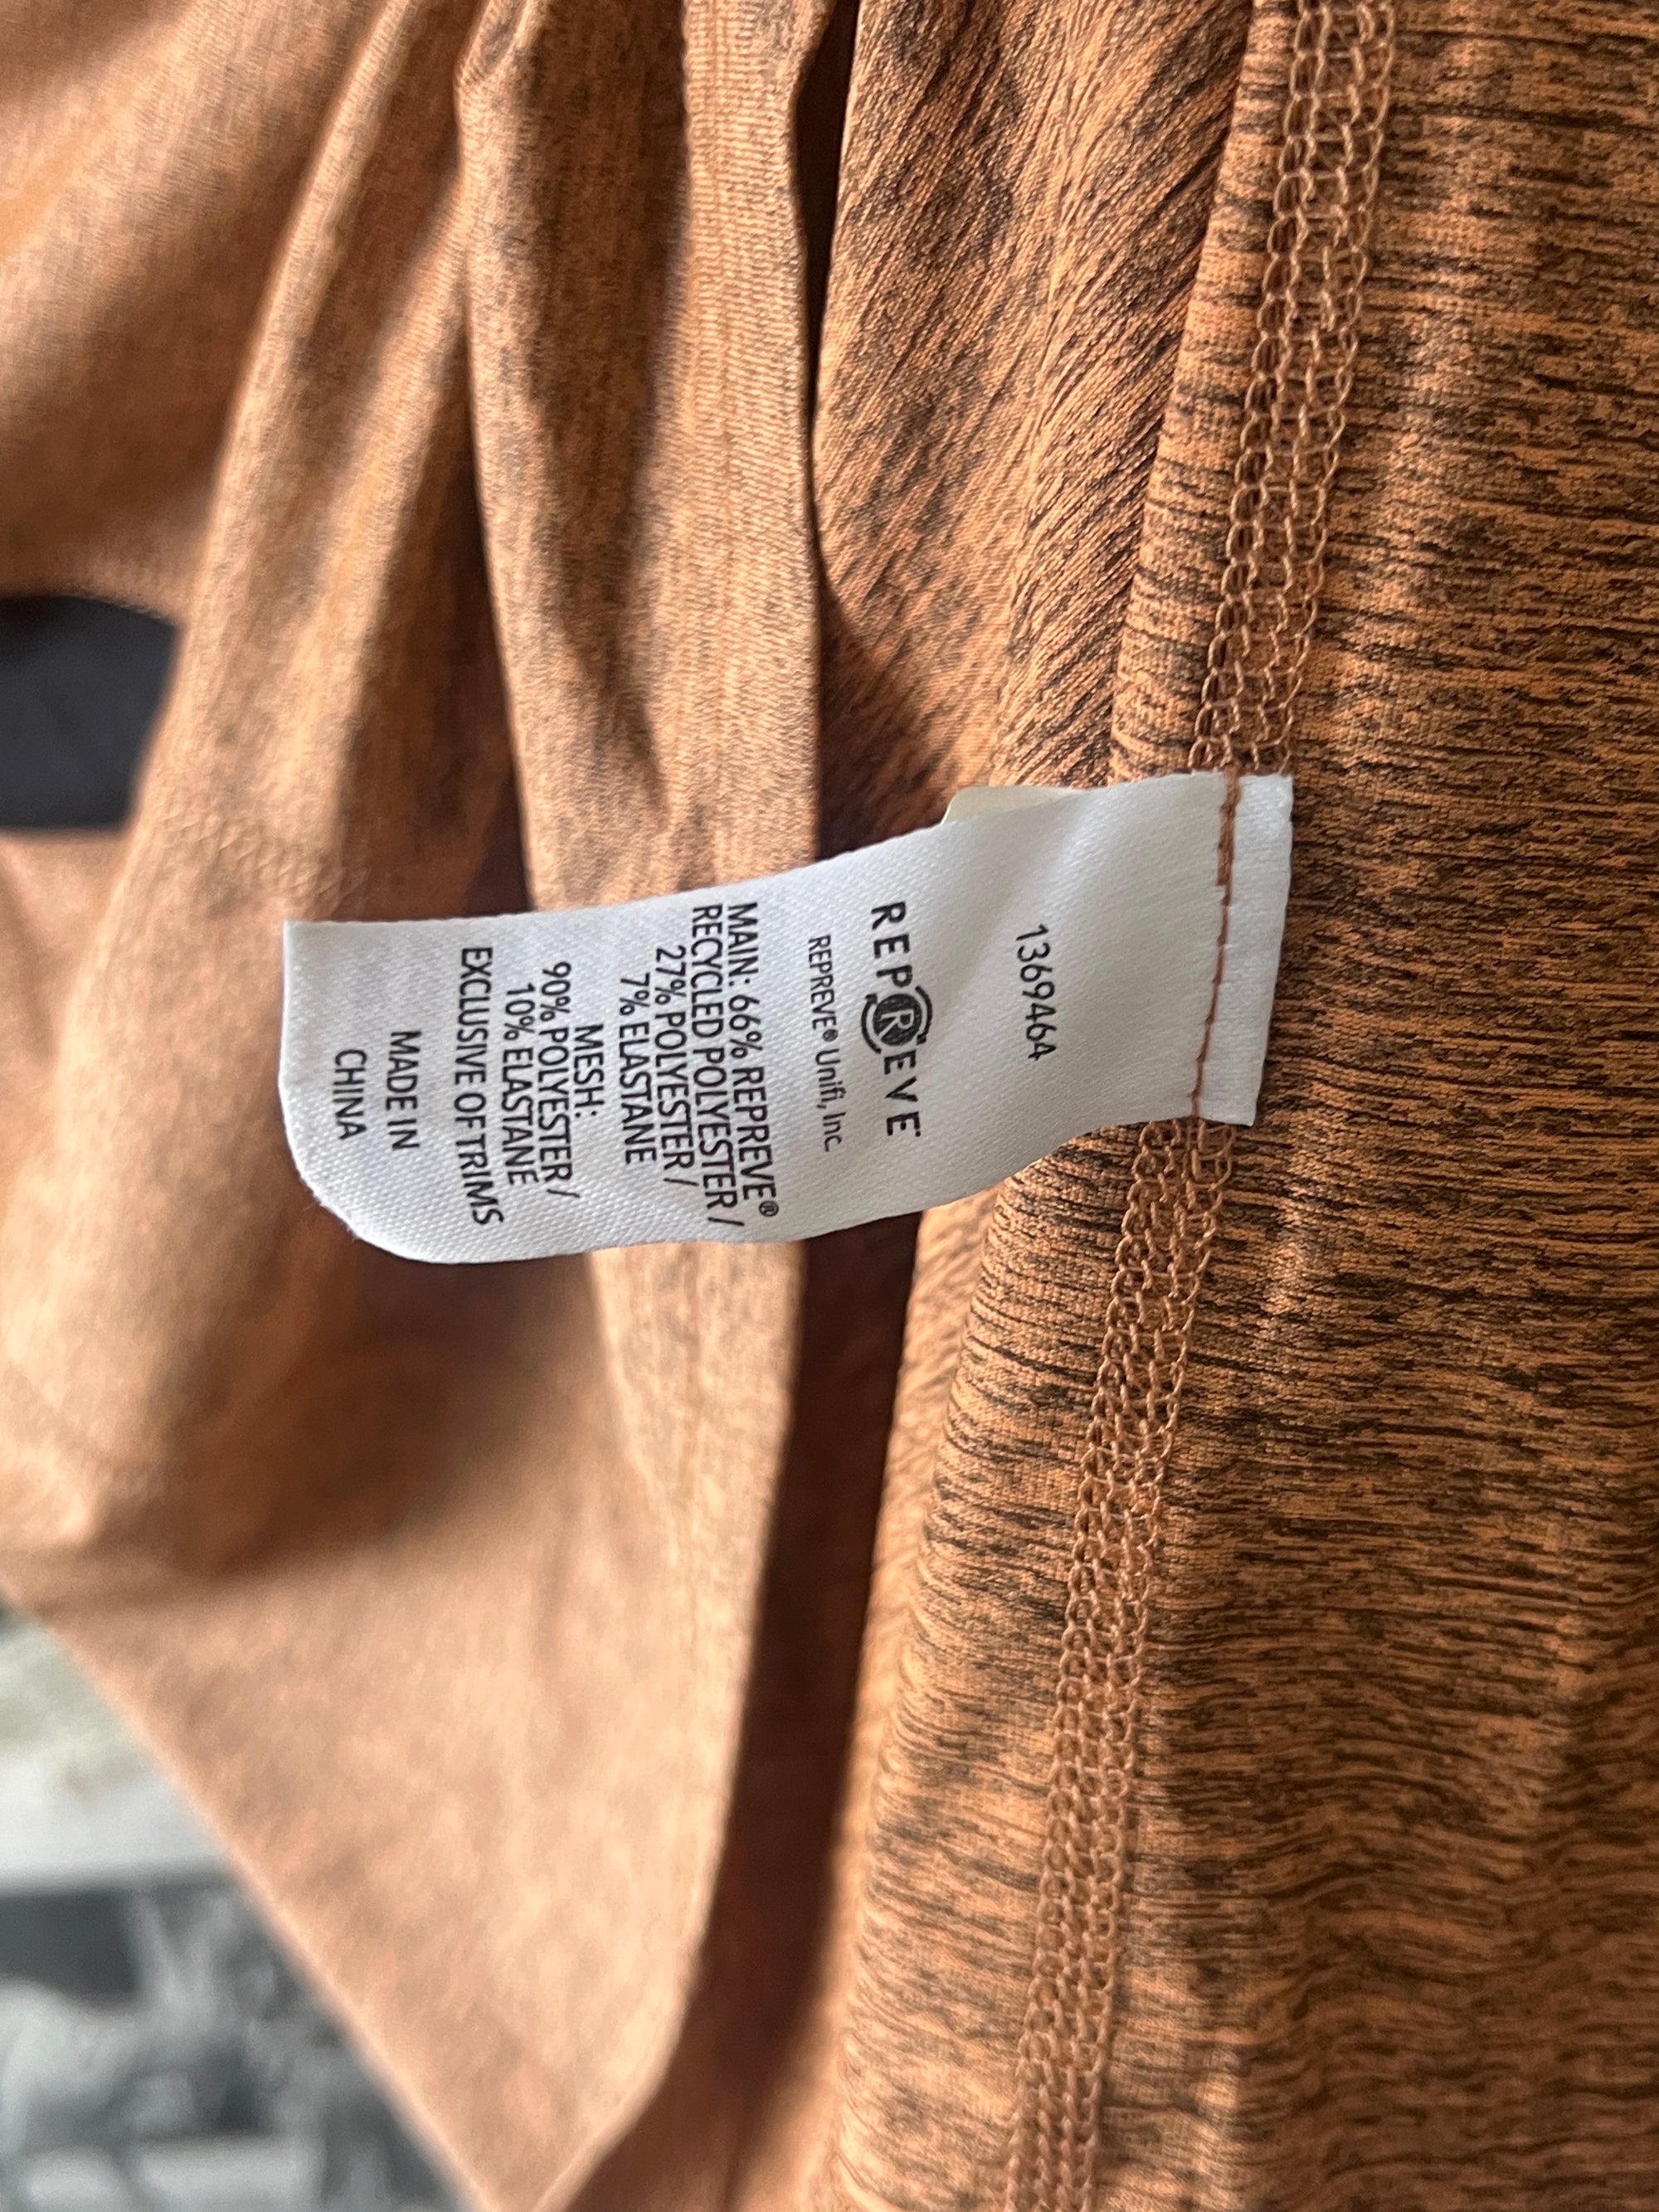 1369464
REPREVE
REPREVE® Unifi, Inc.
MAIN: 66% REPREVE®
RECYCLED POLYESTER /
27% POLYESTER /
7% ELASTANE
MESH:
90% POLYESTER /
10% ELASTANE
EXCLUSIVE OF TRIMS
MADE IN
CHINA